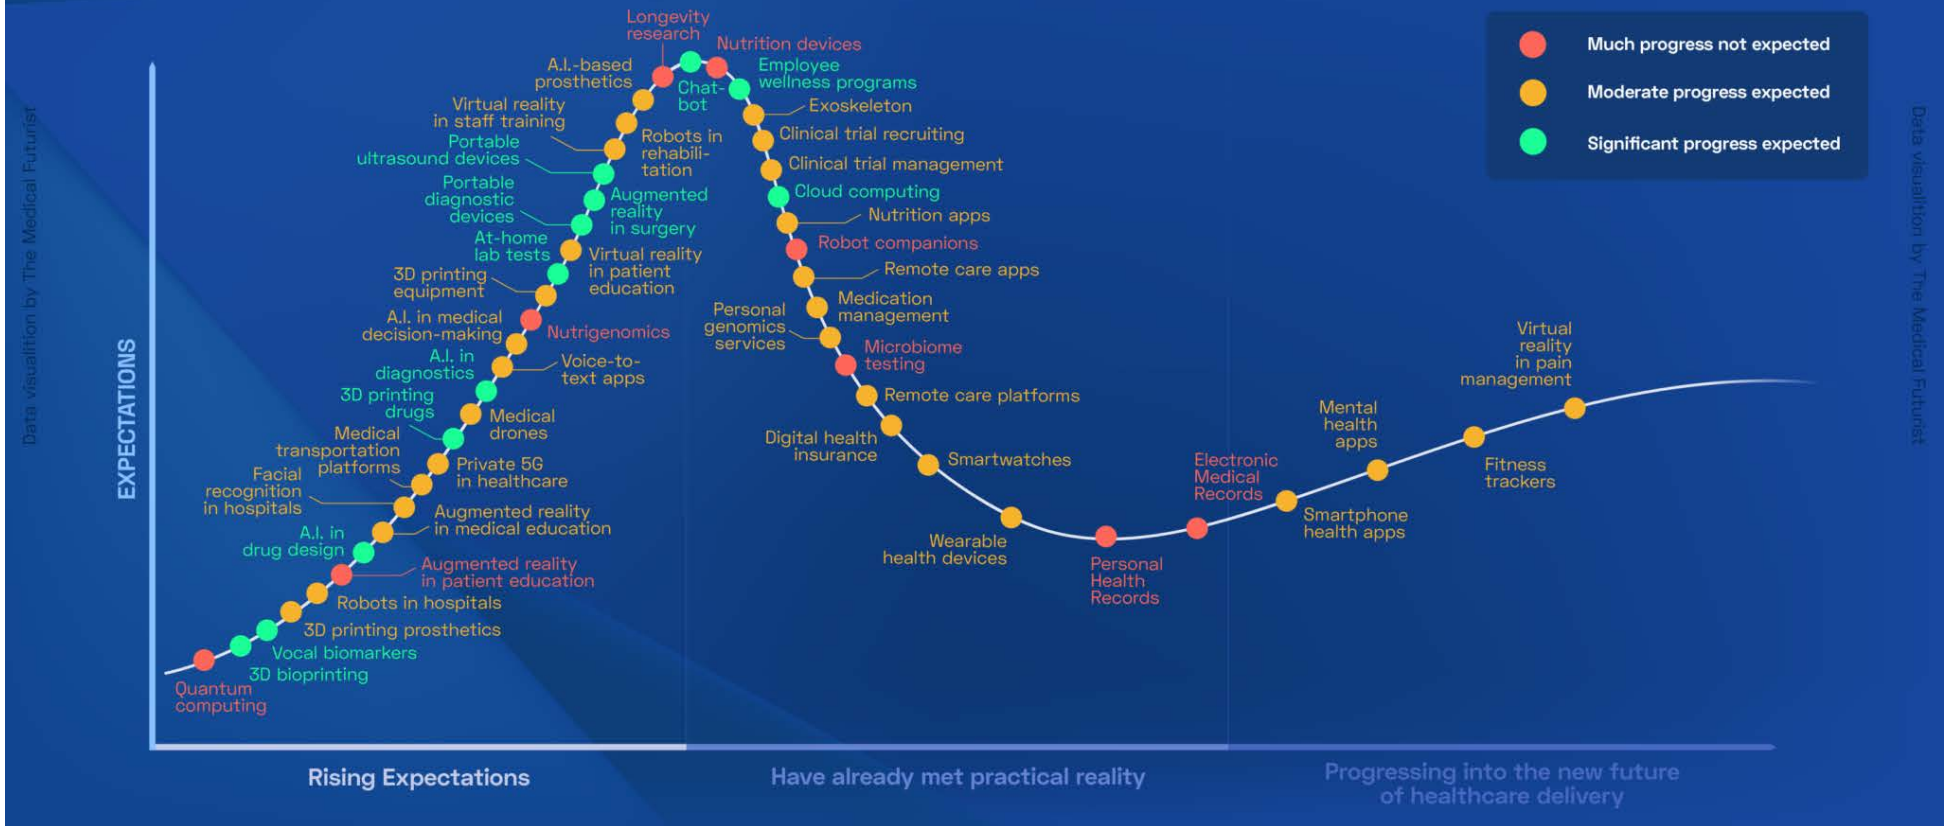 Longevity
research
Nutrition devices
A.I.-based
prosthetics
Chat-
bot
Employee
wellness programs
Virtual reality
in staff training
Exoskeleton
Robots in
rehabili-
tation
Clinical trial recruiting
Portable
ultrasound devices
Clinical trial management
Portable
diagnostic
devices
Augmented
reality
in surgery
Cloud computing
Nutrition apps
At-home
lab tests
Virtual reality
in patient
education
Robot companions
3D printing
equipment
Remote care apps
A.I. in medical
decision-making
Nutrigenomics
Medication
management
Personal
genomics
services
A.I. in
diagnostics
Voice-to-
text apps
Microbiome
testing
3D printing
drugs
Medical
drones
Remote care platforms
Medical
transportation
platforms
Private 5G
in healthcare
Digital health
insurance
Smartwatches
Facial
recognition
in hospitals
Augmented reality
in medical education
A.I. in
drug design
Augmented reality
in patient education
Wearable
health devices
Robots in hospitals
3D printing prosthetics
Vocal biomarkers
3D bioprinting
Quantum
computing
Personal
Health
Records
Electronic
Medical
Records
Smartphone
health apps
Mental
health
apps
Fitness
trackers
Virtual
reality
in pain
management
Much progress not expected
Moderate progress expected
Significant progress expected
EXPECTATIONS
Rising Expectations
Have already met practical reality
Progressing into the new future
of healthcare delivery
Data visualition by The Medical Futurist
Data visualition by The Medical Futurist